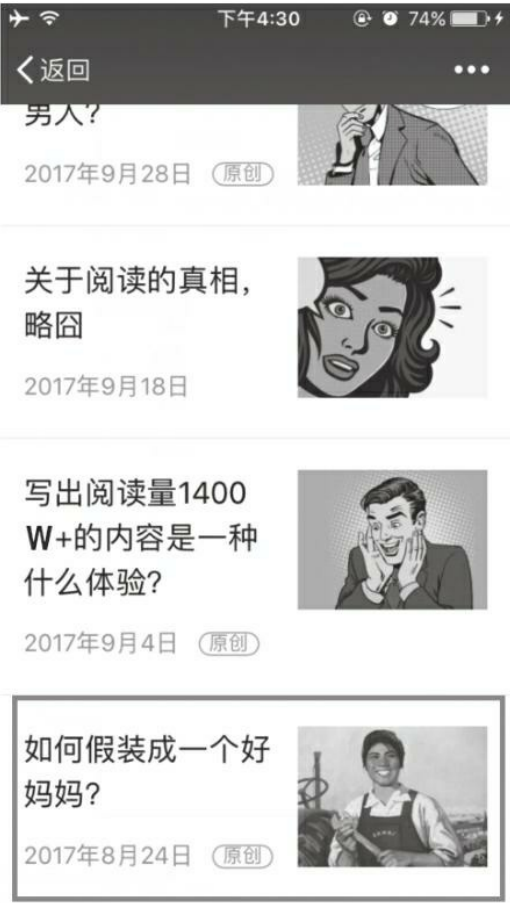 下午4:30
74%
返回
男人？
2017年9月28日 原创
关于阅读的真相，
略囧
2017年9月18日
写出阅读量1400
W+的内容是一种
什么体验？
2017年9月4日 原创
如何假装成一个好
妈妈？
2017年8月24日 原创